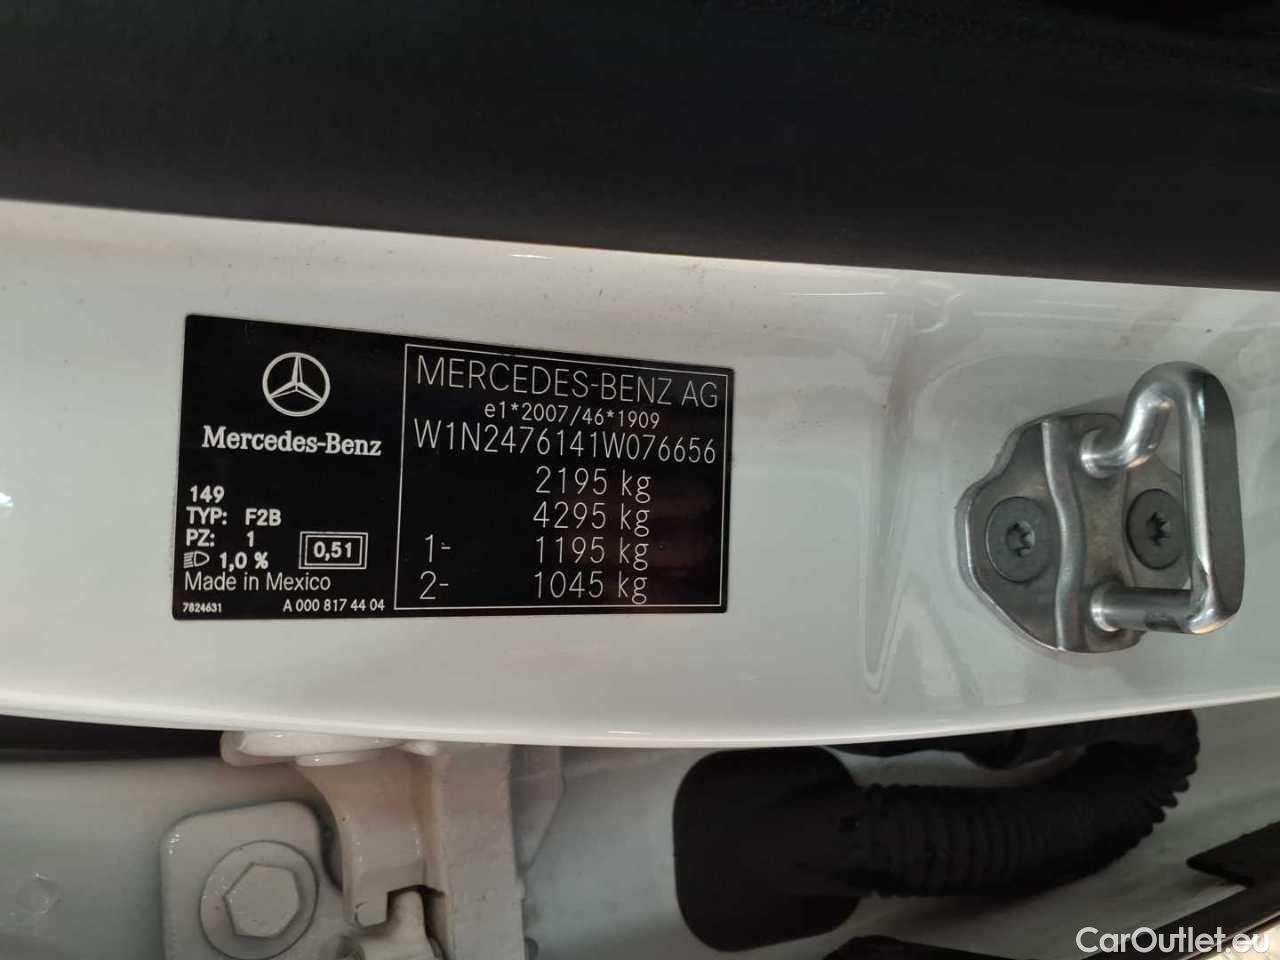 Mercedes-Benz
149
TYP: F2B
PZ: 1
1,0 %
0,51
Made in Mexico
7824631 A 000 817 44 04
MERCEDES-BENZ AG
e1*2007/46*1909
W1N2476141W076656
2195 kg
4295 kg
1- 1195 kg
2- 1045 kg
CarOutlet.eu